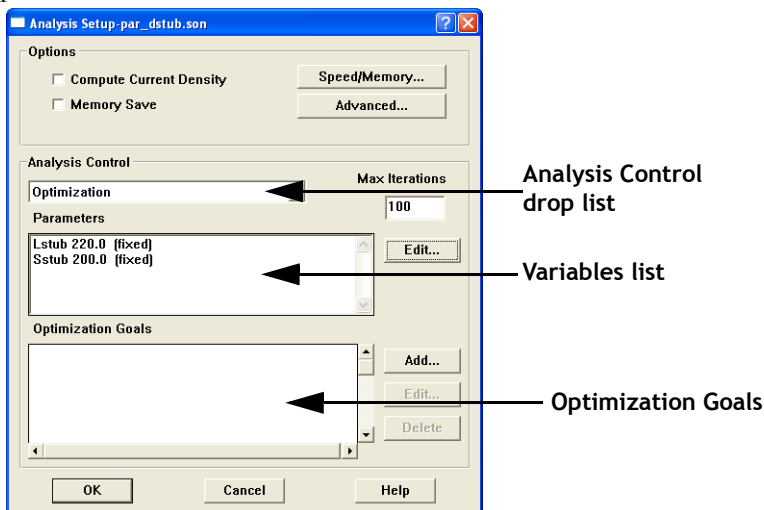 Analysis Setup-par_dstub.son
Options
Compute Current Density
Speed/Memory...
Memory Save
Advanced...
Analysis Control
Max Iterations
Optimization
100
Parameters
Lstub 220.0 (fixed)
Sstub 200.0 (fixed)
Edit...
Optimization Goals
Add...
Edit...
Delete
OK
Cancel
Help
Analysis Control
drop list
Variables list
Optimization Goals